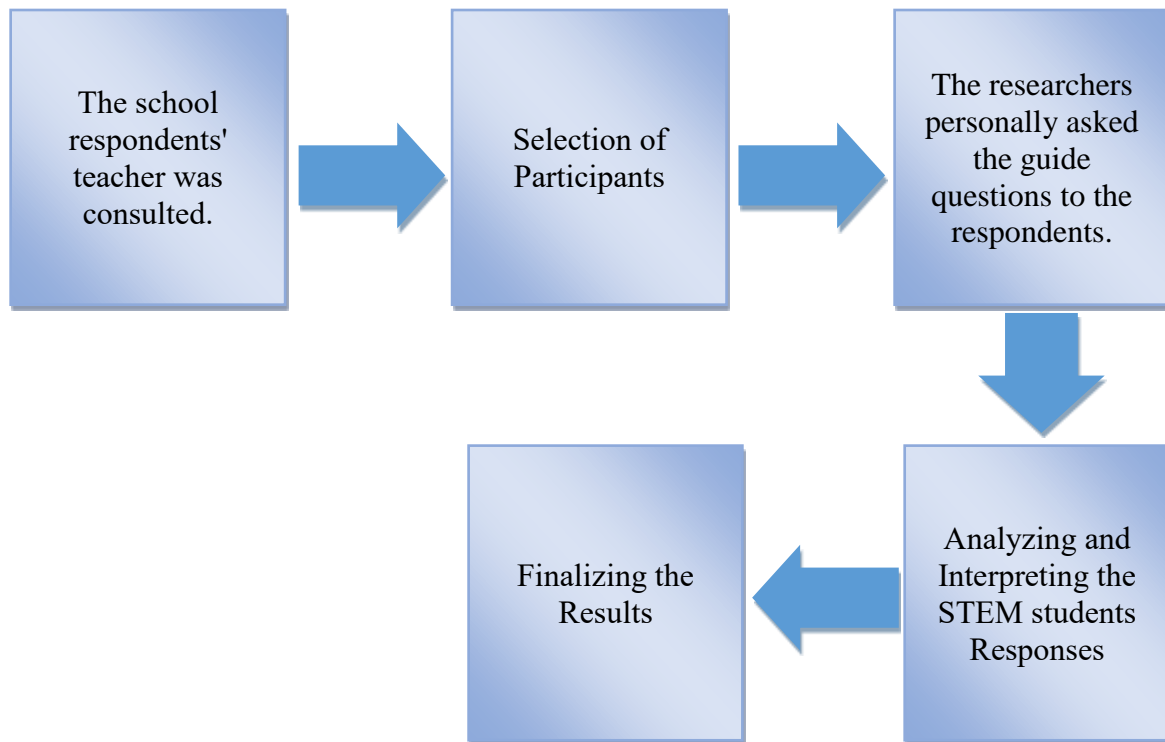 The school
respondents'
teacher was
consulted.
Selection of
Participants
The researchers
personally asked
the guide
questions to the
respondents.
Analyzing and
Interpreting the
STEM students
Responses
Finalizing the
Results